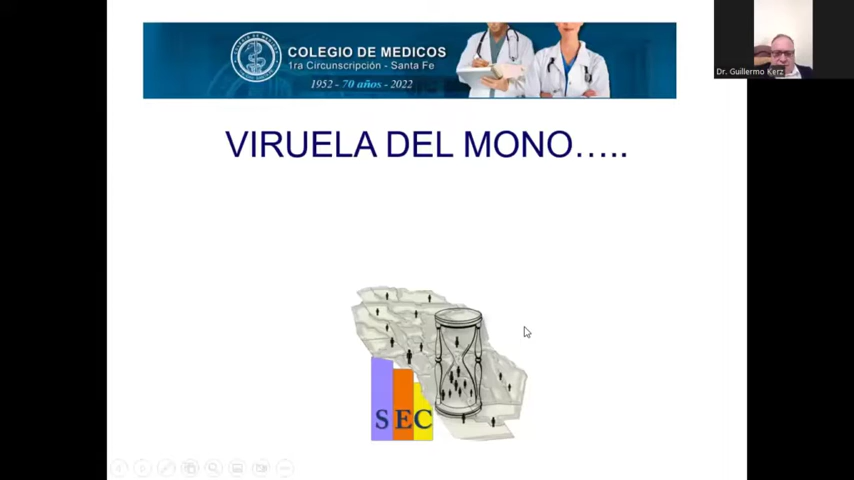 COLEGIO DE MEDICOS
1ra Circunscripción - Santa Fe
1952 - 70 años - 2022
Dr. Guillermo Kerz
VIRUELA DEL MONO…..
SEC